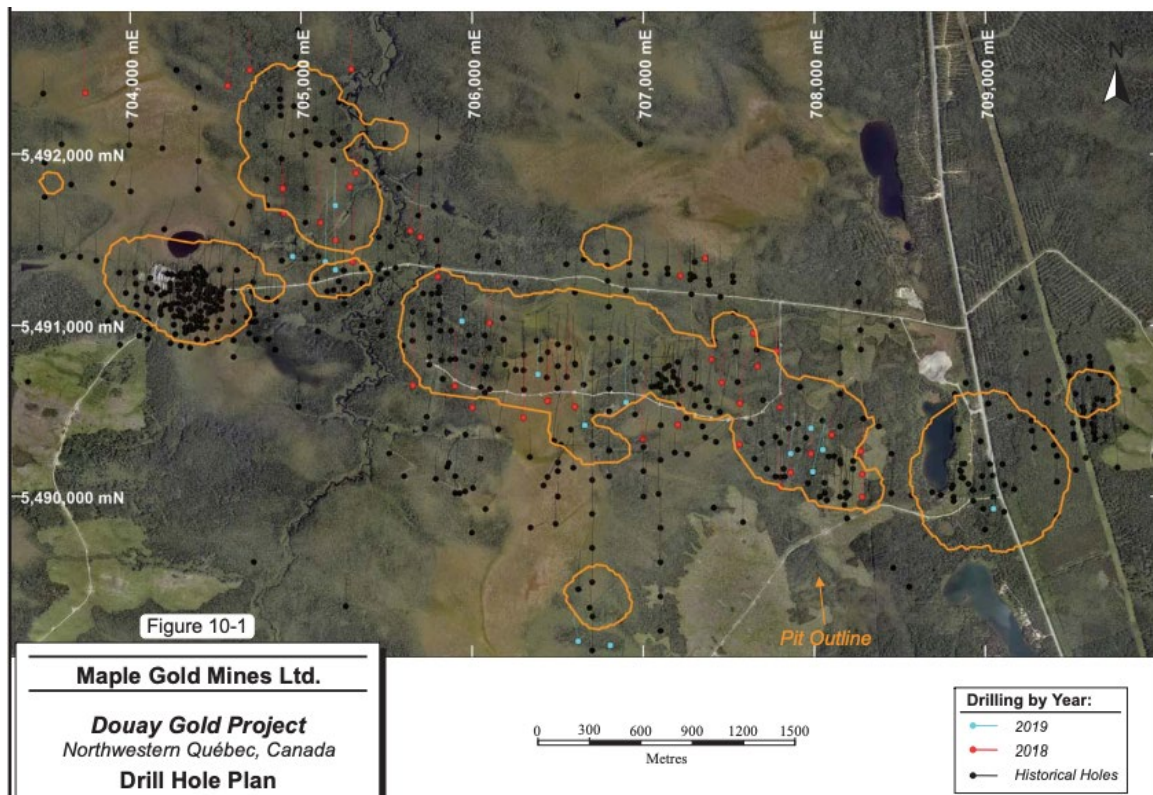 704,000 mE
705,000 mE
706,000 mE
707,000 mE
708,000 mE
709,000 mE
N
5,492,000 mN
5,491,000 mN
5,490,000 mN
Pit Outline
Figure 10-1
Maple Gold Mines Ltd.
Douay Gold Project
Northwestern Québec, Canada
Drill Hole Plan
0 300 600 900 1200 1500
Metres
Drilling by Year:
2019
2018
Historical Holes